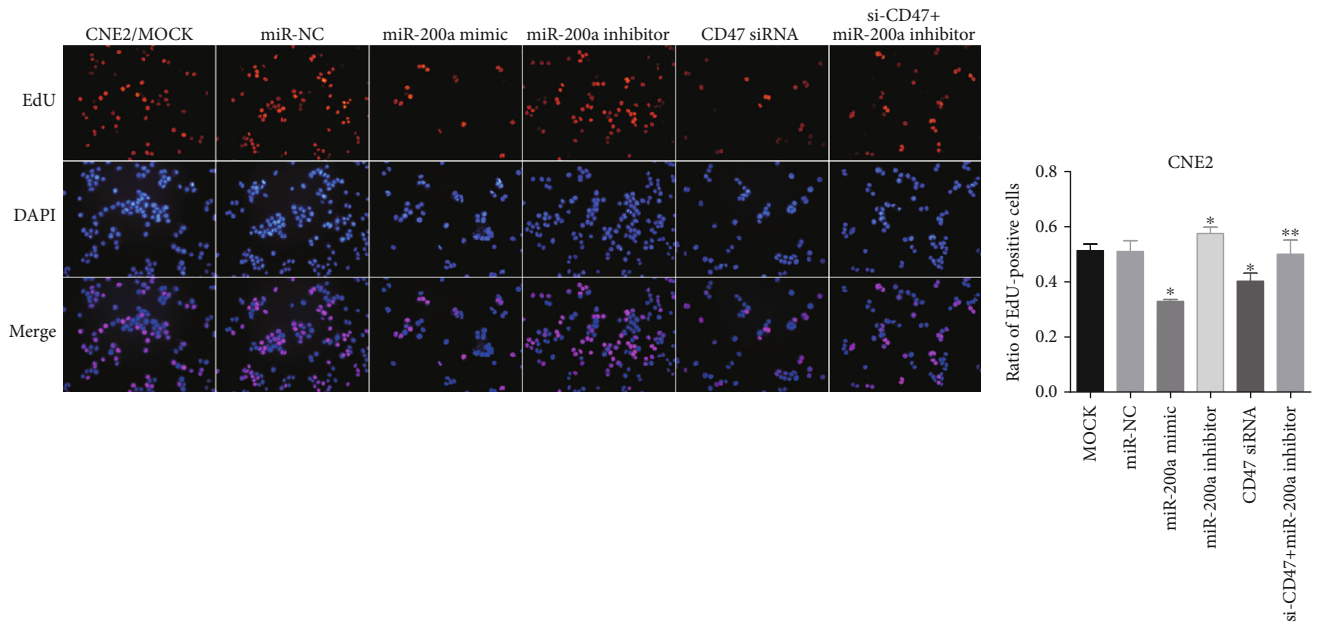 CNE2/MOCK
miR-NC
miR-200a mimic
miR-200a inhibitor
CD47 siRNA
si-CD47+
miR-200a inhibitor
EdU
DAPI
Merge
CNE2
Ratio of EdU-positive cells
0.8
0.6
0.4
0.2
0.0
*
*
*
**
MOCK
miR-NC
miR-200a mimic
miR-200a inhibitor
CD47 siRNA
si-CD47+miR-200a inhibitor